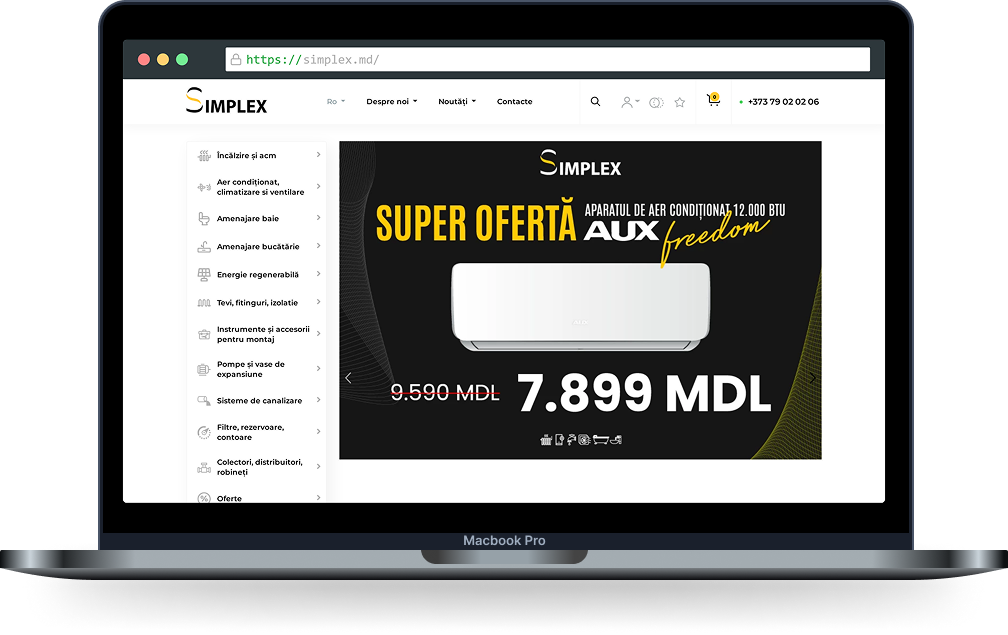 https://simplex.md/
SIMPLEX
Ro
Despre noi
Noutăți
Contacte
0
+373 79 02 02 06
Încălzire și acm
Aer condiționat,
climatizare si ventilare
Amenajare baie
Amenajare bucătărie
Energie regenerabilă
Tevi, fitinguri, izolatie
Instrumente și accesorii
pentru montaj
Pompe și vase de
expansiune
Sisteme de canalizare
Filtre, rezervoare,
contoare
Colectori, distribuitori,
robineți
Oferte
SIMPLEX
SUPER OFERTĂ
APARATUL DE AER CONDIȚIONAT 12.000 BTU
AUX
freedom
9.590 MDL
7.899 MDL
Macbook Pro